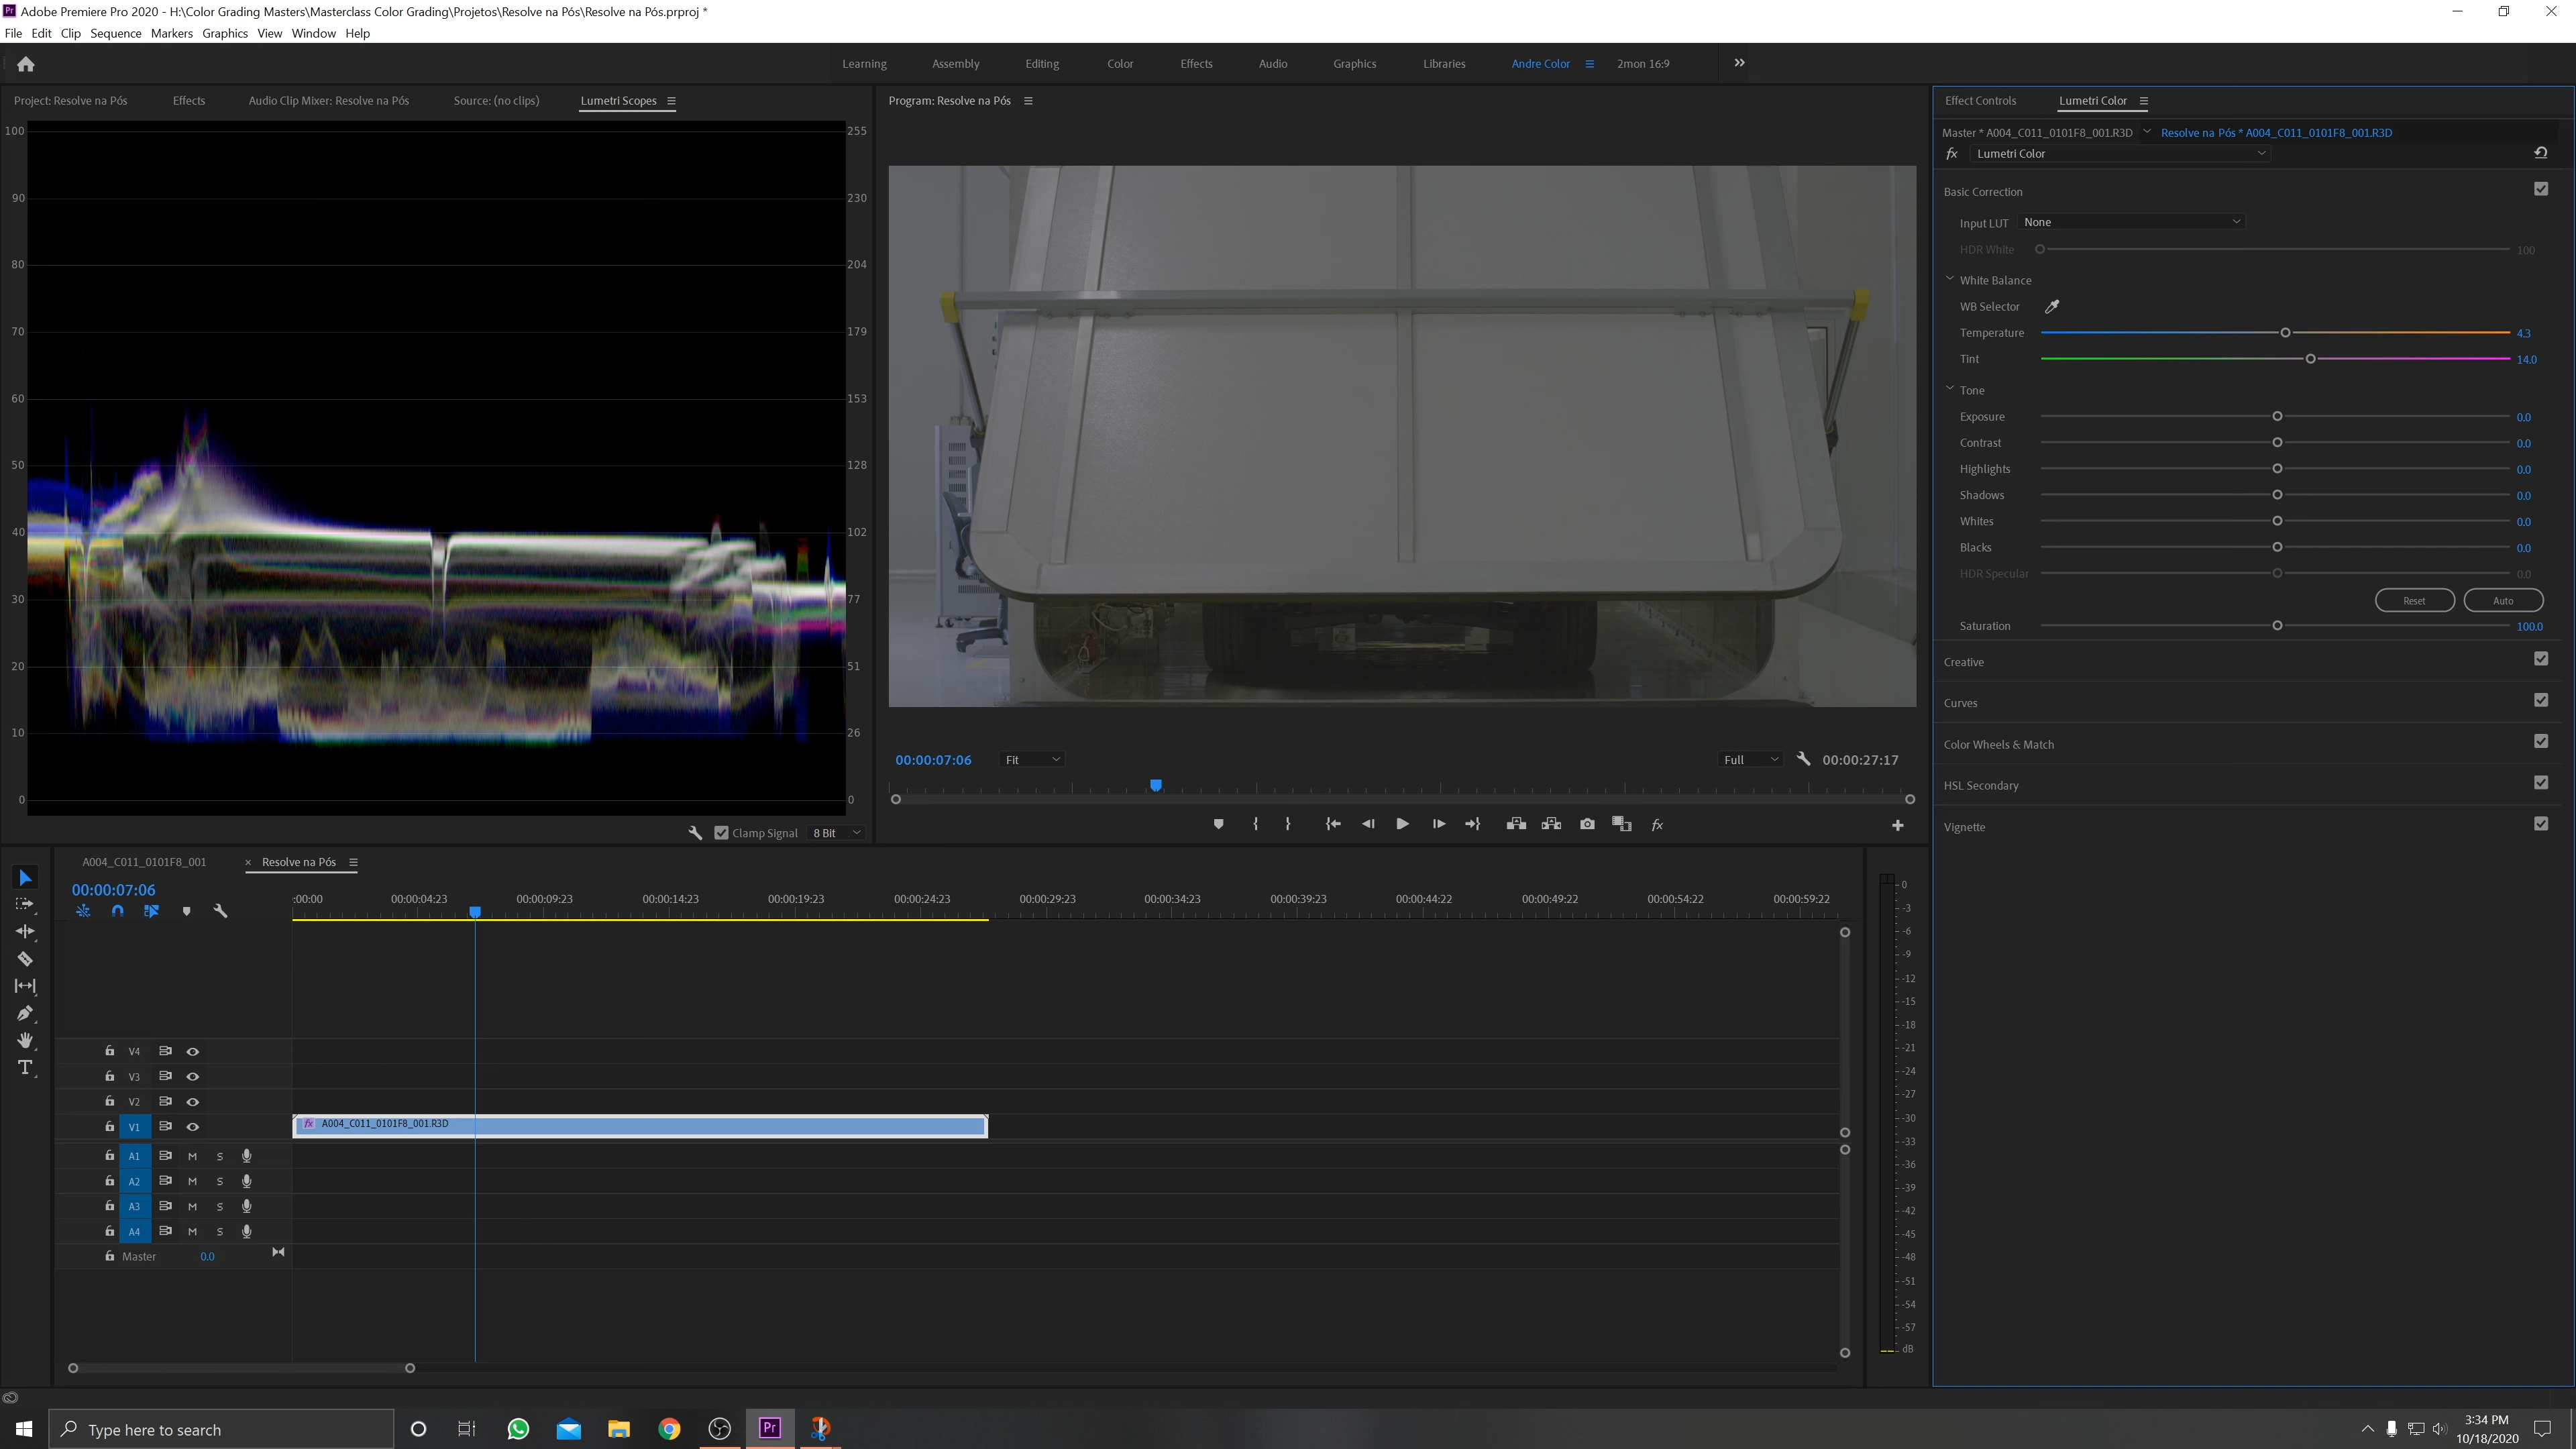 Pr Adobe Premiere Pro 2020 - H:\Color Grading Masters\Masterclass Color Grading\Projetos\Resolve na Pós\Resolve na Pós.prproj *
File Edit Clip Sequence Markers Graphics View Window Help
Learning Assembly Editing Color Effects Audio Graphics Libraries Andre Color 2mon 16:9
Project: Resolve na Pós Effects Audio Clip Mixer: Resolve na Pós Source: (no clips) Lumetri Scopes
100 255
90 230
80 204
70 179
60 153
50 128
40 102
30 77
20 51
10 26
0 0
Clamp Signal 8 Bit
Program: Resolve na Pós
00:00:07:06 Fit Full 00:00:27:17
fx
Effect Controls Lumetri Color
Master * A004_C011_0101F8_001.R3D Resolve na Pós * A004_C011_0101F8_001.R3D
fx Lumetri Color
Basic Correction
Input LUT None
HDR White 100
White Balance
WB Selector
Temperature 4.3
Tint 14.0
Tone
Exposure 0.0
Contrast 0.0
Highlights 0.0
Shadows 0.0
Whites 0.0
Blacks 0.0
HDR Specular 0.0
Reset Auto
Saturation 100.0
Creative
Curves
Color Wheels & Match
HSL Secondary
Vignette
A004_C011_0101F8_001 × Resolve na Pós
00:00:07:06
:00:00 00:00:04:23 00:00:09:23 00:00:14:23 00:00:19:23 00:00:24:23 00:00:29:23 00:00:34:23 00:00:39:23 00:00:44:22 00:00:49:22 00:00:54:22 00:00:59:22
V4
V3
V2
V1 fx A004_C011_0101F8_001.R3D
A1 M S
A2 M S
A3 M S
A4 M S
Master 0.0
0
-3
-6
-9
-12
-15
-18
-21
-24
-27
-30
-33
-36
-39
-42
-45
-48
-51
-54
-57
dB
Type here to search
Pr
3:34 PM
10/18/2020